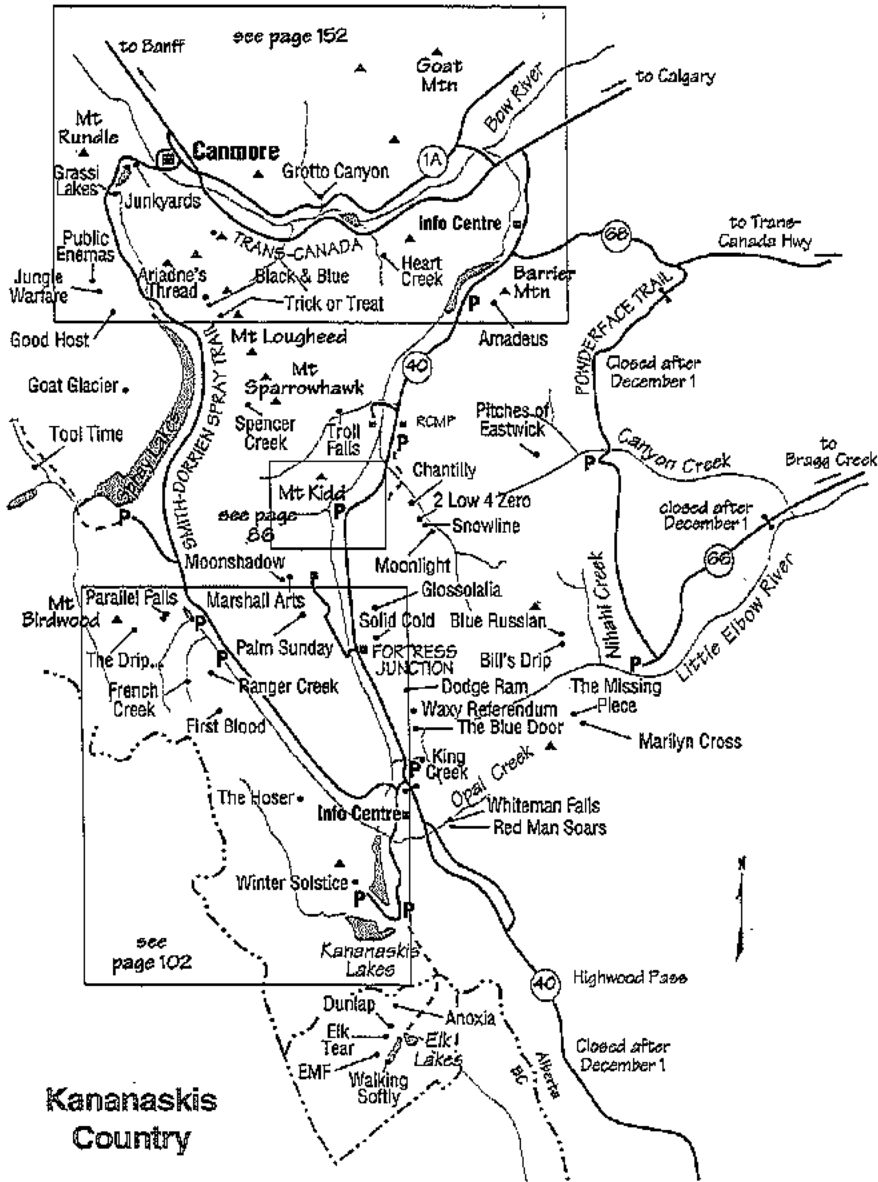 see page 152
to Banff
Goat
Mtn
Bow River
to Calgary
Mt
Rundle
Canmore
1A
Grassi
Lakes
Junkyards
Grotto Canyon
Info Centre
68
to Trans-
Canada Hwy
Public
Enemas
TRANS-CANADA
Heart
Creek
Barrier
Mtn
Jungle
Warfare
Ariadne's
Thread
Black & Blue
Trick or Treat
P
Amadeus
POWDERFACE TRAIL
Good Host
Mt Lougheed
40
Closed after
December 1
Goat Glacier
Mt
Sparrowhawk
SMITH-DORRIEN SPRAY TRAIL
Spencer
Creek
Troll
Falls
RCMP
P
Pitches of
Eastwick
Tool Time
Spray Lakes
Canyon Creek
to
Bragg Creek
P
Chantilly
Mt Kidd
P
see page
86
2 Low 4 Zero
Snowline
Moonlight
closed after
December 1
66
P
Moonshadow
Marshall Arts
Glossolalia
Nihahi Creek
Little Elbow River
Mt
Birdwood
Parallel Falls
P
Palm Sunday
Solid Cold
Blue Russian
FORTRESS
JUNCTION
Bill's Drip
P
The Drip
P
French
Creek
Ranger Creek
Dodge Ram
The Missing
Piece
First Blood
Waxy Referendum
The Blue Door
Marilyn Cross
P
King
Creek
Opal Creek
The Hoser
Info Centre
Whiteman Falls
Red Man Soars
Winter Solstice
P
P
N
Kananaskis
Lakes
see
page 102
40
Highwood Pass
Dunlap
Anoxia
Elk
Tear
Elk
Lakes
EMF
Walking
Softly
Alberta
BC
Closed after
December 1
Kananaskis
Country